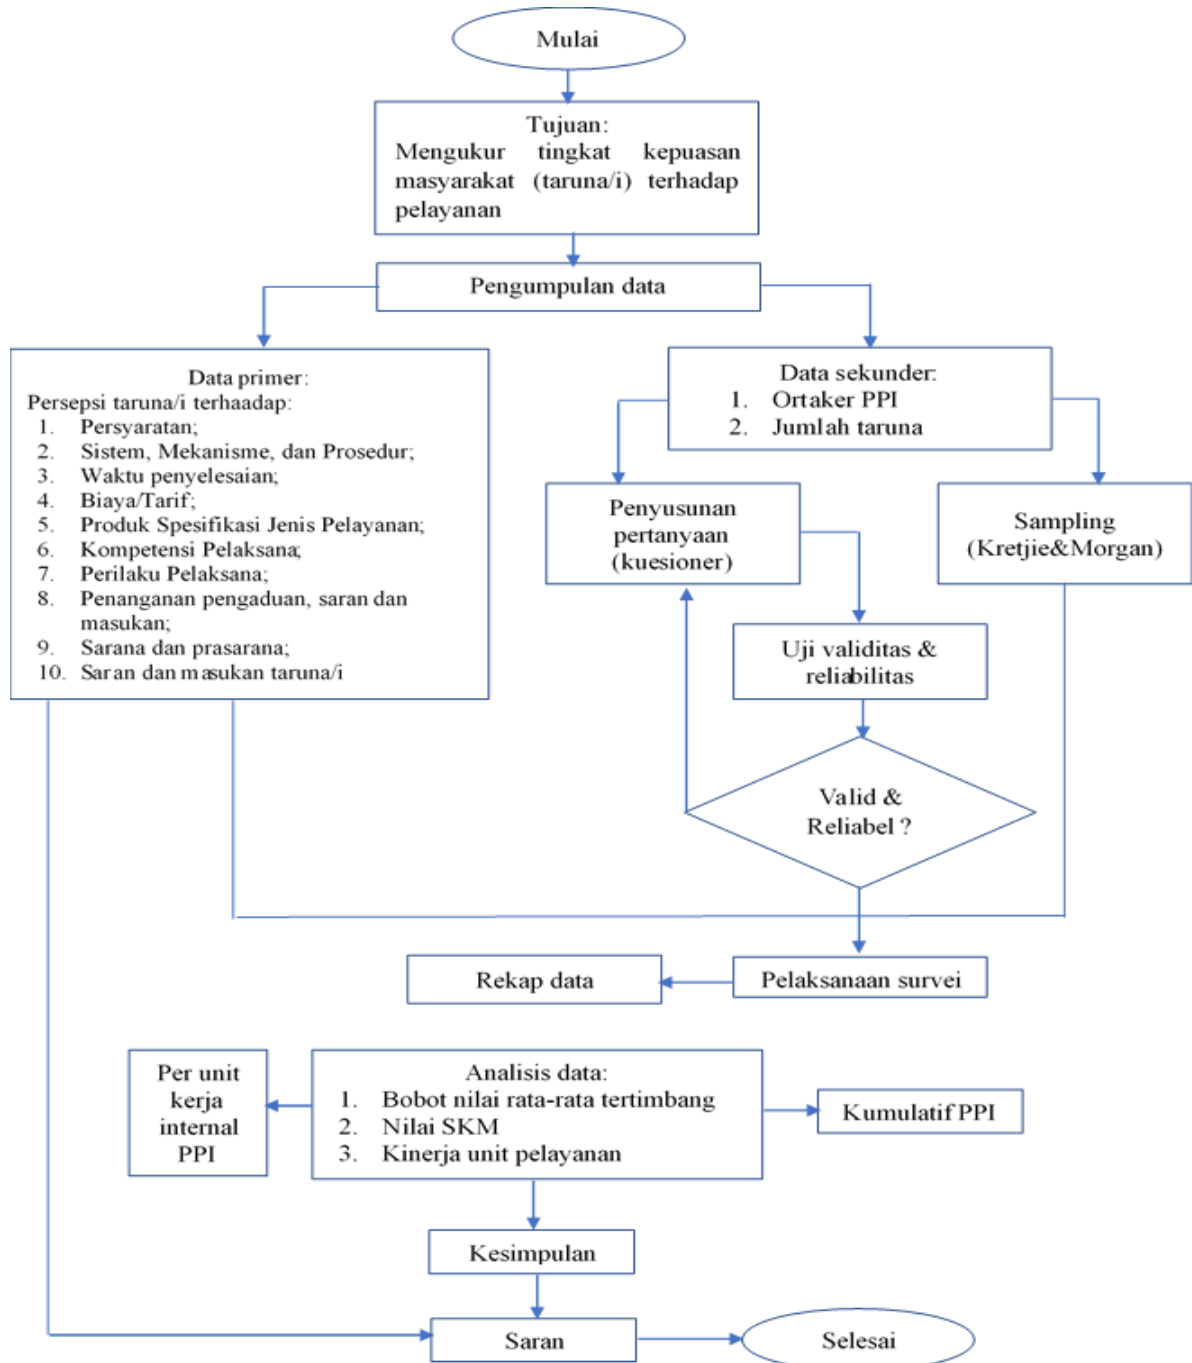 Mulai
Tujuan:
Mengukur tingkat kepuasan
masyarakat (taruna/i) terhadap
pelayanan
Pengumpulan data
Data primer:
Persepsi taruna/i terhaadap:
1. Persyaratan;
2. Sistem, Mekanisme, dan Prosedur;
3. Waktu penyelesaian;
4. Biaya/Tarif;
5. Produk Spesifikasi Jenis Pelayanan;
6. Kompetensi Pelaksana;
7. Perilaku Pelaksana;
8. Penanganan pengaduan, saran dan
masukan;
9. Sarana dan prasarana;
10. Saran dan masukan taruna/i
Data sekunder:
1. Ortaker PPI
2. Jumlah taruna
Penyusunan
pertanyaan
(kuesioner)
Sampling
(Kretjie&Morgan)
Uji validitas &
reliabilitas
Valid &
Reliabel ?
Pelaksanaan survei
Rekap data
Per unit
kerja
internal
PPI
Analisis data:
1. Bobot nilai rata-rata tertimbang
2. Nilai SKM
3. Kinerja unit pelayanan
Kumulatif PPI
Kesimpulan
Saran
Selesai